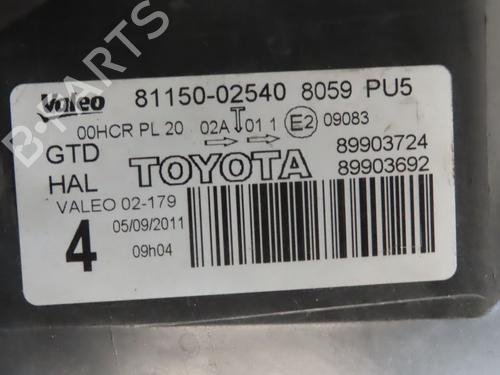 B-PARTS
Valeo 81150-02540 8059 PU5
00HCR PL 20 02A 01 1 E2 09083
GTD TOYOTA 89903724
HAL 89903692
VALEO 02-179
4 05/09/2011
09h04